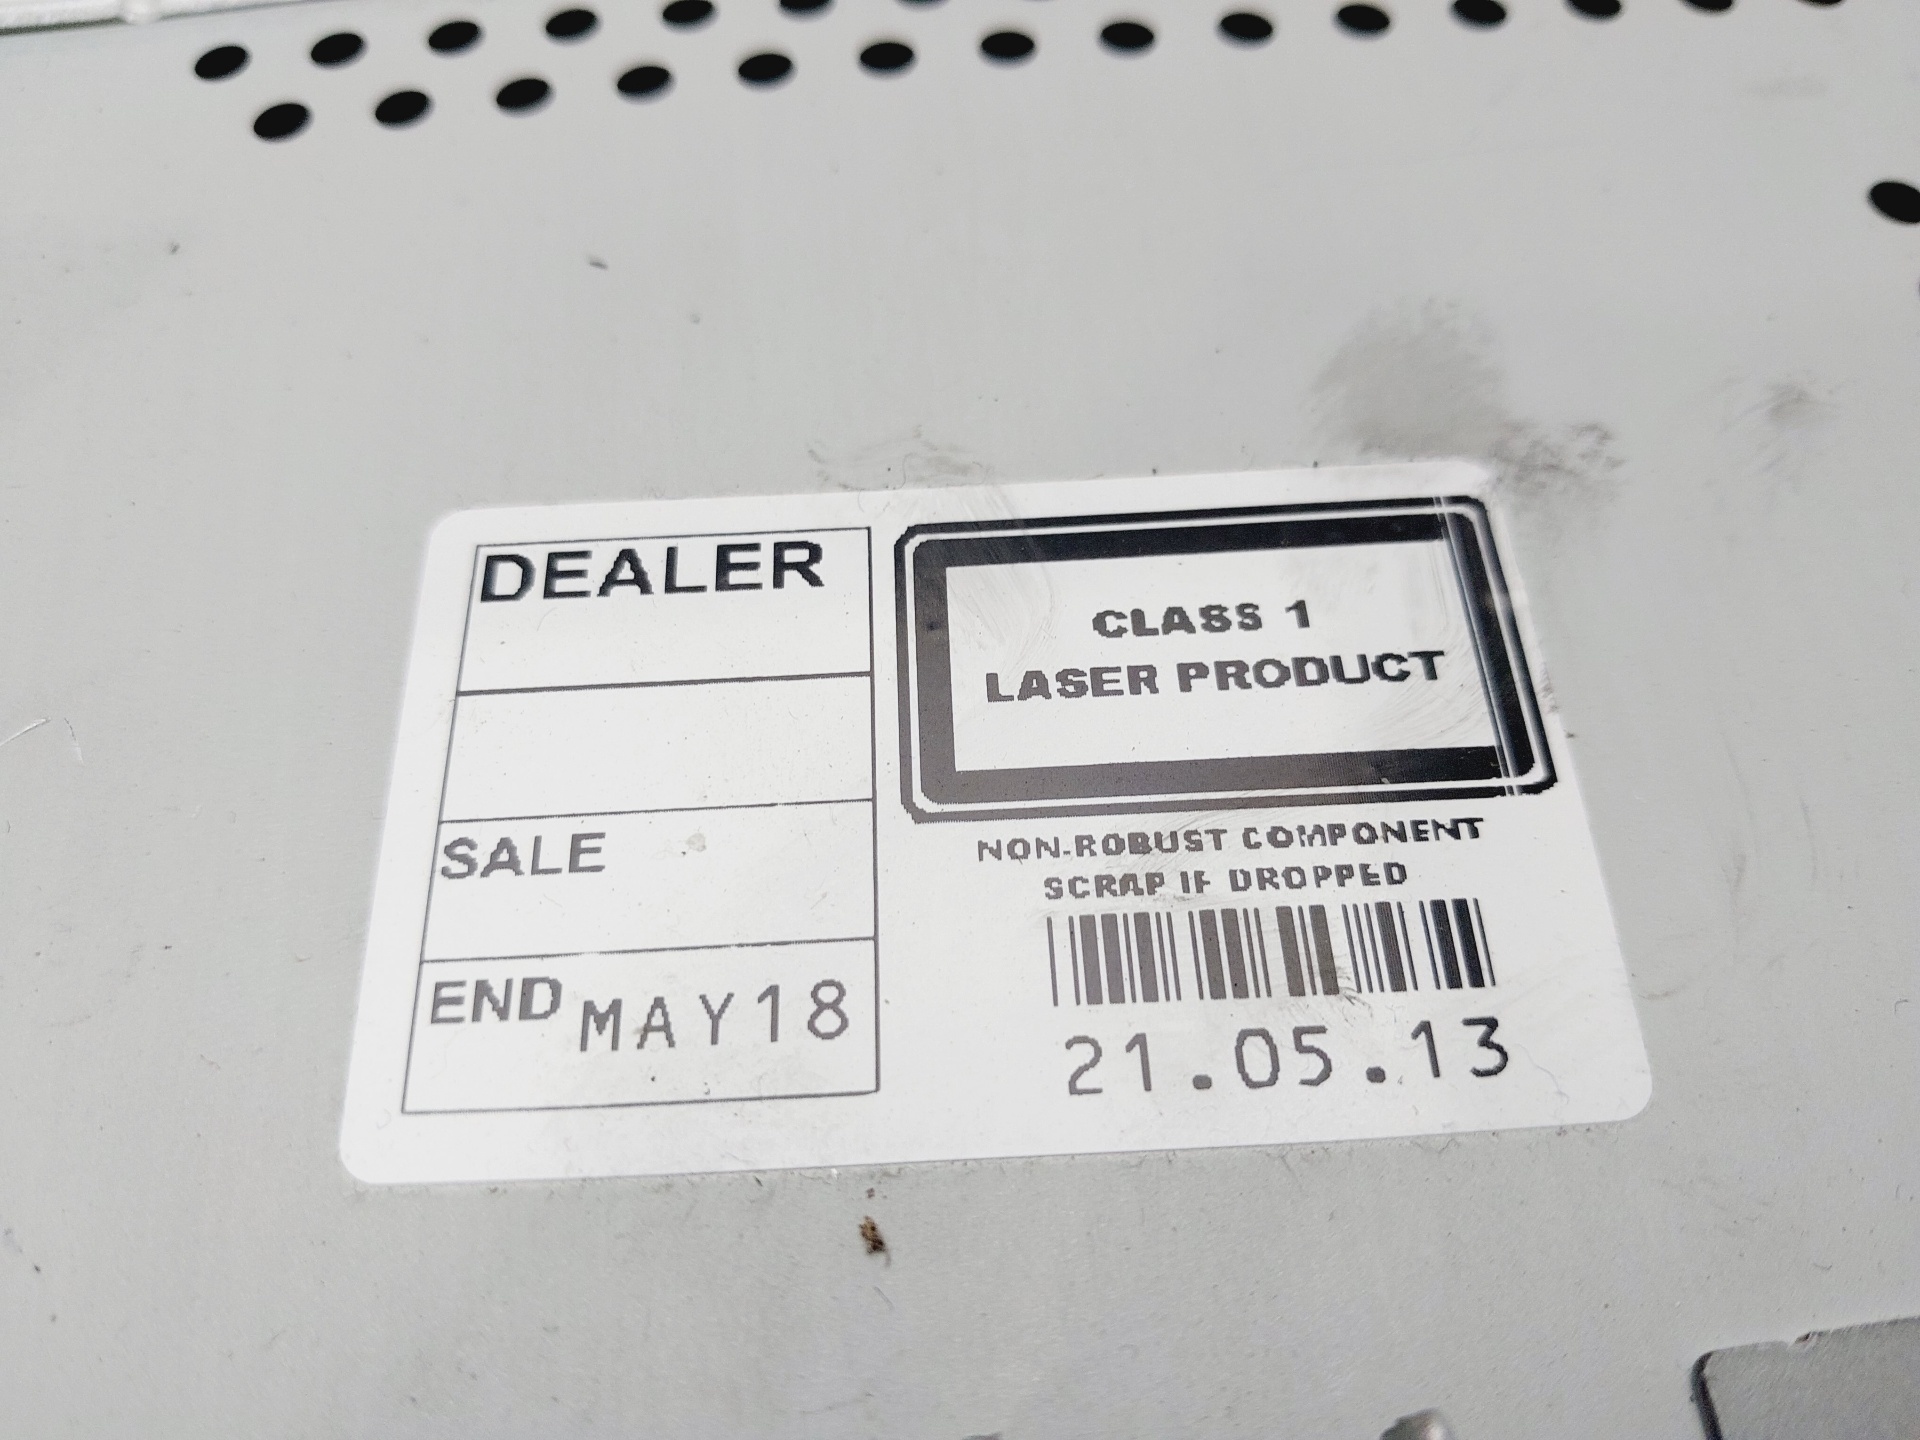 DEALER
SALE
END MAY18
CLASS 1
LASER PRODUCT
NON-ROBUST COMPONENT
SCRAP IF DROPPED
21.05.13